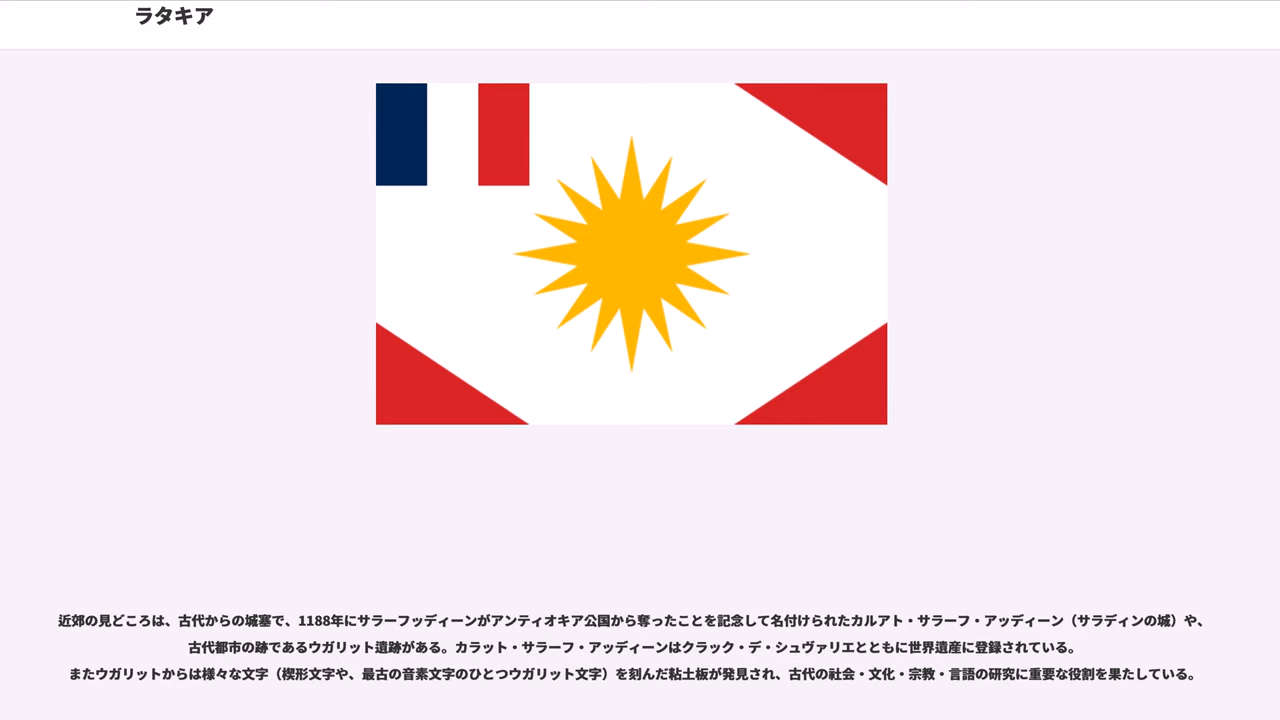 ラタキア
近郊の見どころは、古代からの城塞で、1188年にサラーフッディーンがアンティオキア公国から奪ったことを記念して名付けられたカルアト・サラーフ・アッディーン（サラディンの城）や、
古代都市の跡であるウガリット遺跡がある。カラット・サラーフ・アッディーンはクラック・デ・シュヴァリエとともに世界遺産に登録されている。
またウガリットからは様々な文字（楔形文字や、最古の音素文字のひとつウガリット文字）を刻んだ粘土板が発見され、古代の社会・文化・宗教・言語の研究に重要な役割を果たしている。